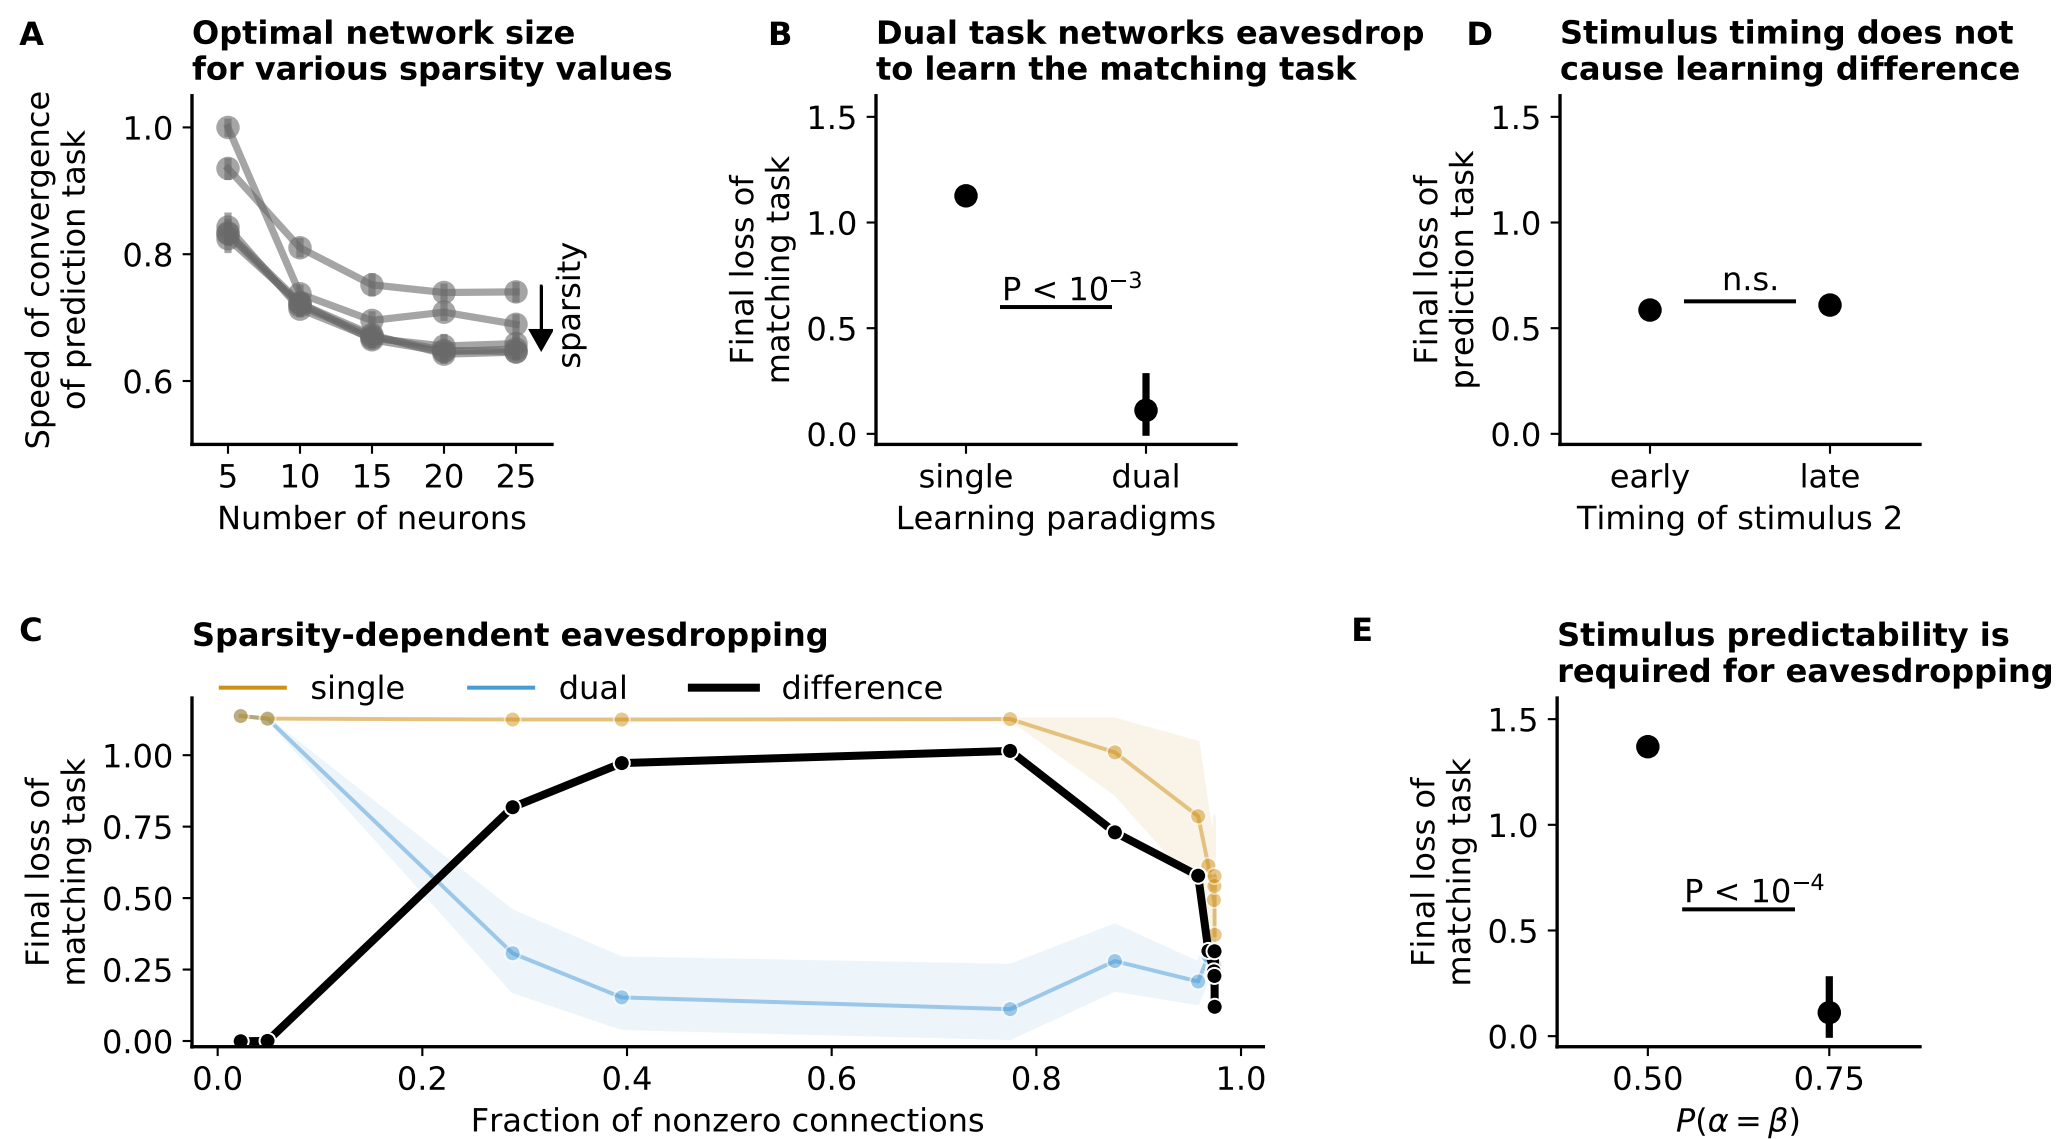 A
Optimal network size
for various sparsity values
Speed of convergence
of prediction task
1.0
0.8
0.6
sparsity
5 10 15 20 25
Number of neurons
B
Dual task networks eavesdrop
to learn the matching task
Final loss of
matching task
1.5
1.0
0.5
0.0
P < 10⁻³
single dual
Learning paradigms
D
Stimulus timing does not
cause learning difference
Final loss of
prediction task
1.5
1.0
0.5
0.0
n.s.
early late
Timing of stimulus 2
C
Sparsity-dependent eavesdropping
single dual difference
Final loss of
matching task
1.00
0.75
0.50
0.25
0.00
0.0 0.2 0.4 0.6 0.8 1.0
Fraction of nonzero connections
E
Stimulus predictability is
required for eavesdropping
Final loss of
matching task
1.5
1.0
0.5
0.0
P < 10⁻⁴
0.50 0.75
P(α = β)